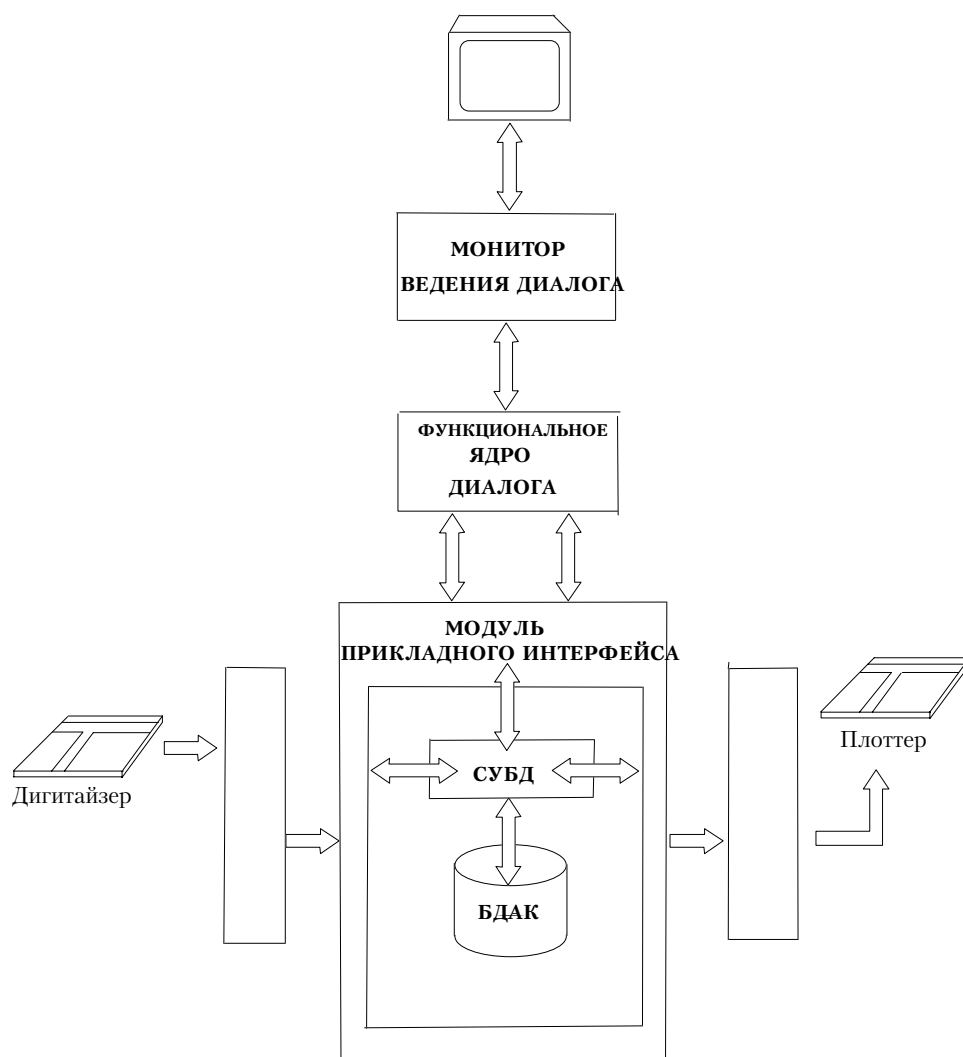 МОНИТОР
ВЕДЕНИЯ ДИАЛОГА
ФУНКЦИОНАЛЬНОЕ
ЯДРО
ДИАЛОГА
МОДУЛЬ
ПРИКЛАДНОГО ИНТЕРФЕЙСА
СУБД
БДАК
Дигитайзер
Плоттер